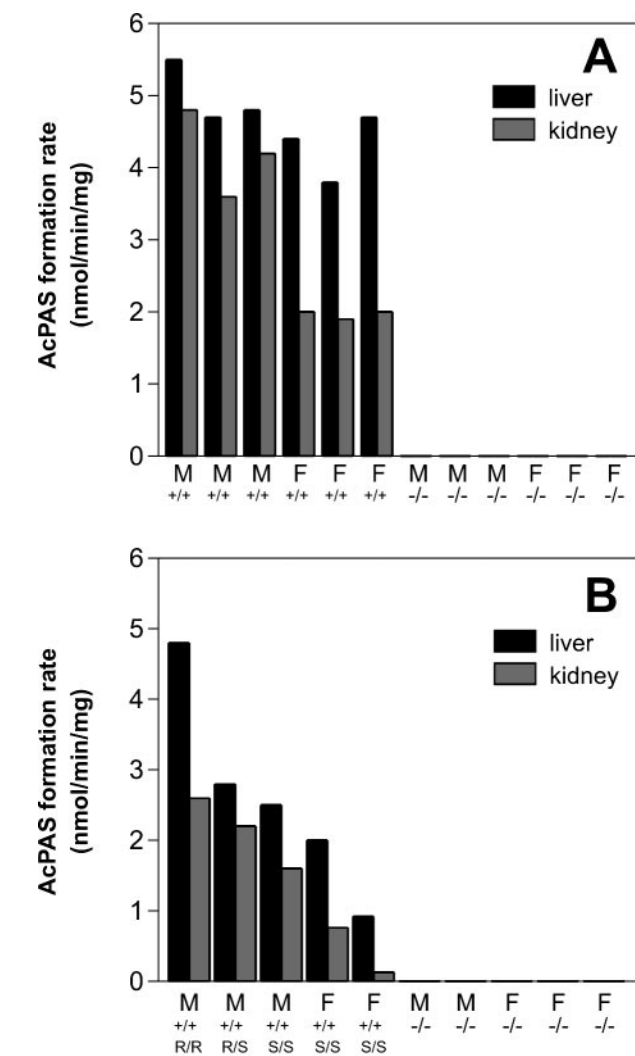 A
liver
kidney
AcPAS formation rate
(nmol/min/mg)
6
5
4
3
2
1
0
M M M F F F M M M F F F
+/+ +/+ +/+ +/+ +/+ +/+ -/- -/- -/- -/- -/- -/-
B
liver
kidney
AcPAS formation rate
(nmol/min/mg)
6
5
4
3
2
1
0
M M M F F M M F F F
+/+ +/+ +/+ +/+ +/+ -/- -/- -/- -/- -/-
R/R R/S S/S S/S S/S